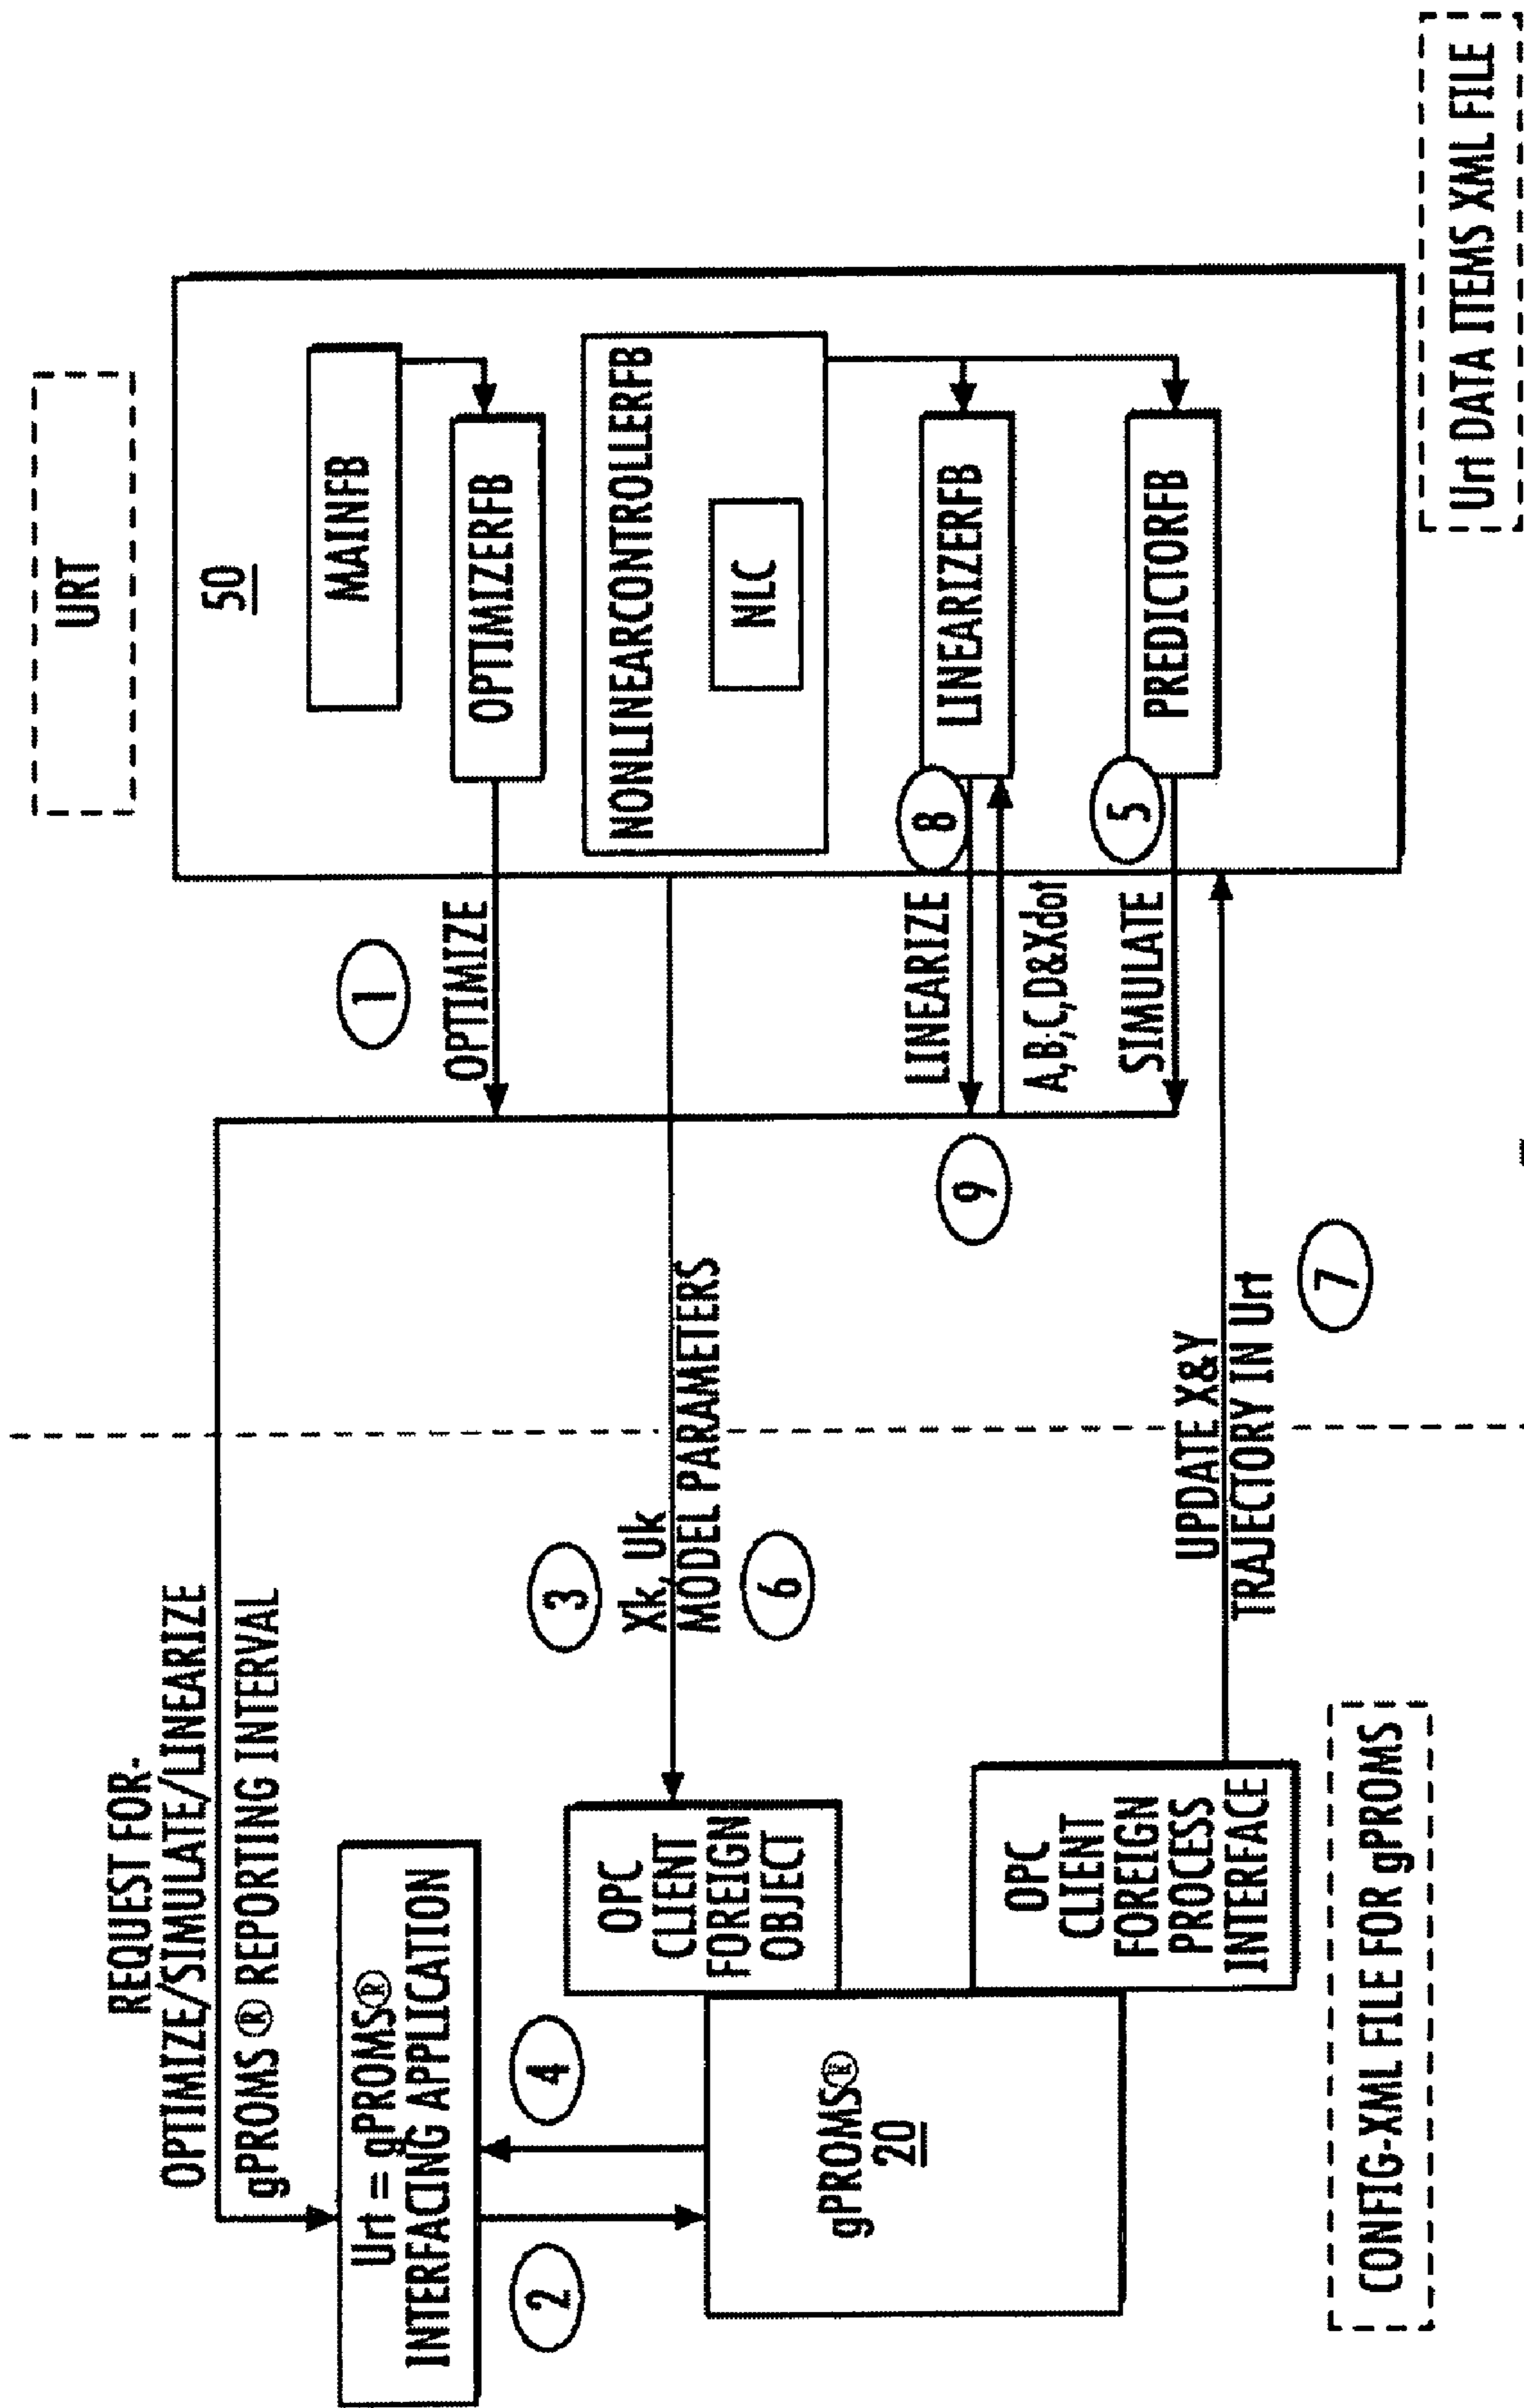 URT
50
MAINFB
OPTIMIZERFB
NONLINEARCONTROLLERFB
NLC
LINEARIZERFB
PREDICTORFB
Urt DATA ITEMS XML FILE
1
OPTIMIZE
8
LINEARIZE
9
A,B;C,D&Xdot
5
SIMULATE
REQUEST FOR-
OPTIMIZE/SIMULATE/LINEARIZE
gPROMS® REPORTING INTERVAL
3
Xk, Uk
MODEL PARAMETERS
6
UPDATE X&Y
TRAJECTORY IN Urt
7
Urt = gPROMS®
INTERFACING APPLICATION
2
4
OPC
CLIENT
FOREIGN
OBJECT
gPROMS®
20
OPC
CLIENT
FOREIGN
PROCESS
INTERFACE
CONFIG-XML FILE FOR gPROMS